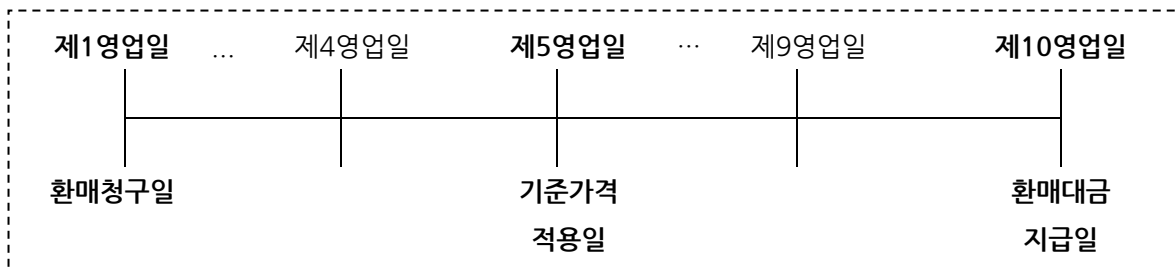 제1영업일 … 제4영업일 제5영업일 … 제9영업일 제10영업일
환매청구일 기준가격 환매대금
적용일 지급일